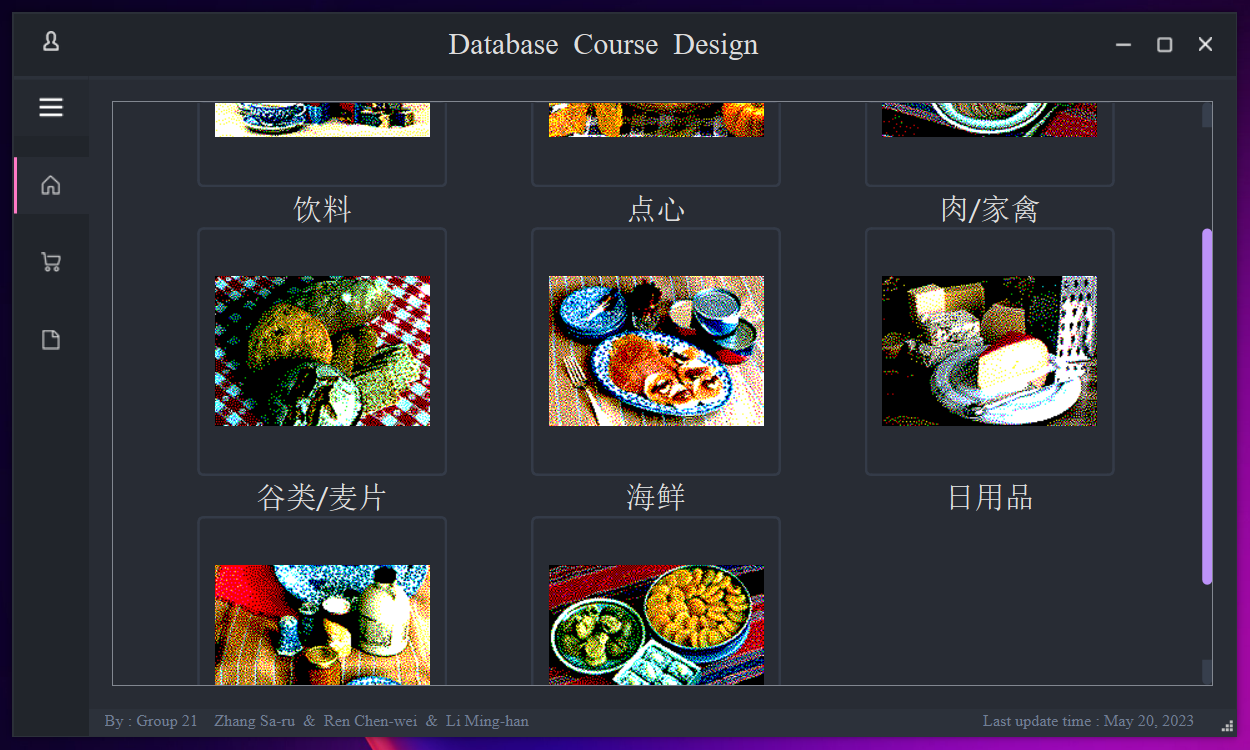 Database Course Design
饮料
点心
肉/家禽
谷类/麦片
海鲜
日用品
By : Group 21 Zhang Sa-ru & Ren Chen-wei & Li Ming-han
Last update time : May 20, 2023